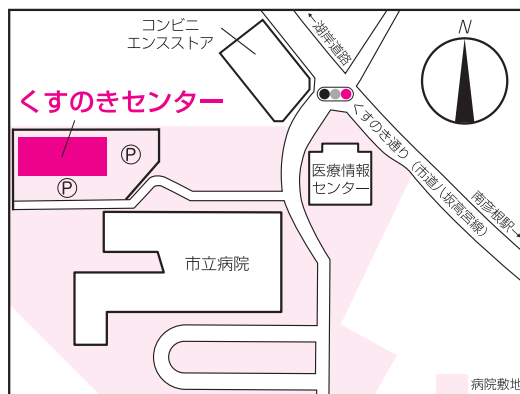 コンビニ
エンスストア
←湖岸道路
N
くすのきセンター
P
P
くすのき通り（市道八坂高宮線）
医療情報
センター
南彦根駅→
市立病院
病院敷地